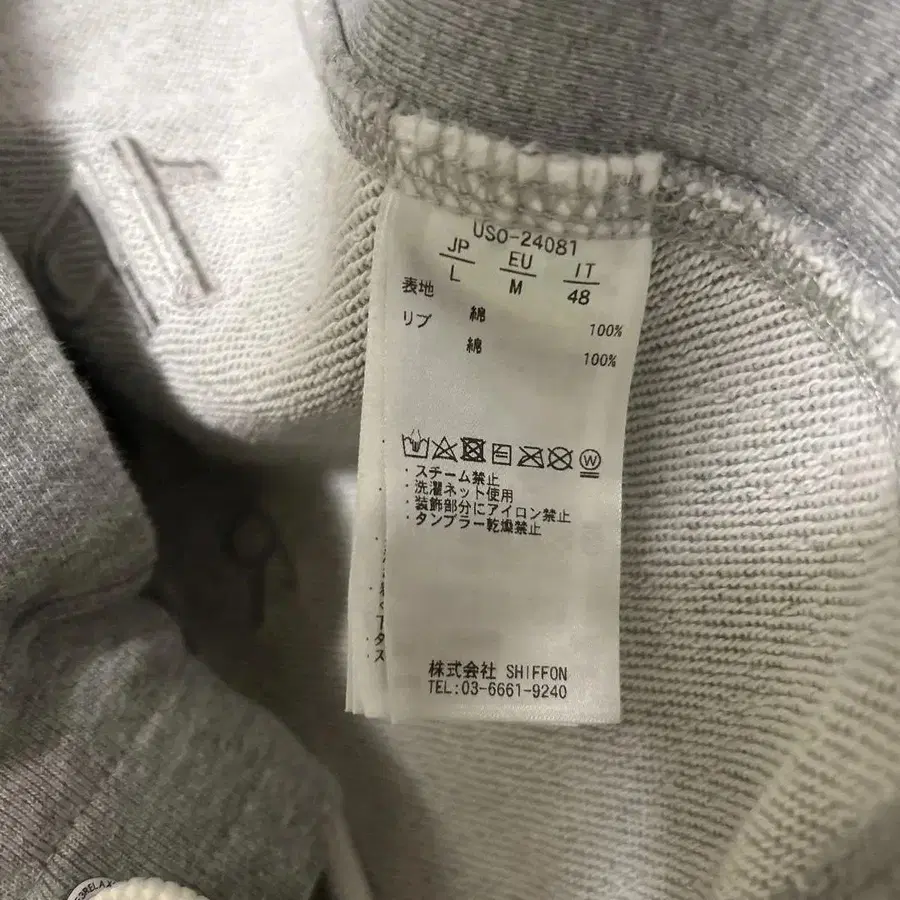 USO-24081
JP EU IT
L M 48
表地 綿 100%
リブ 綿 100%
W
・スチーム禁止
・洗濯ネット使用
・装飾部分にアイロン禁止
・タンブラー乾燥禁止
株式会社 SHIFFON
TEL:03-6661-9240